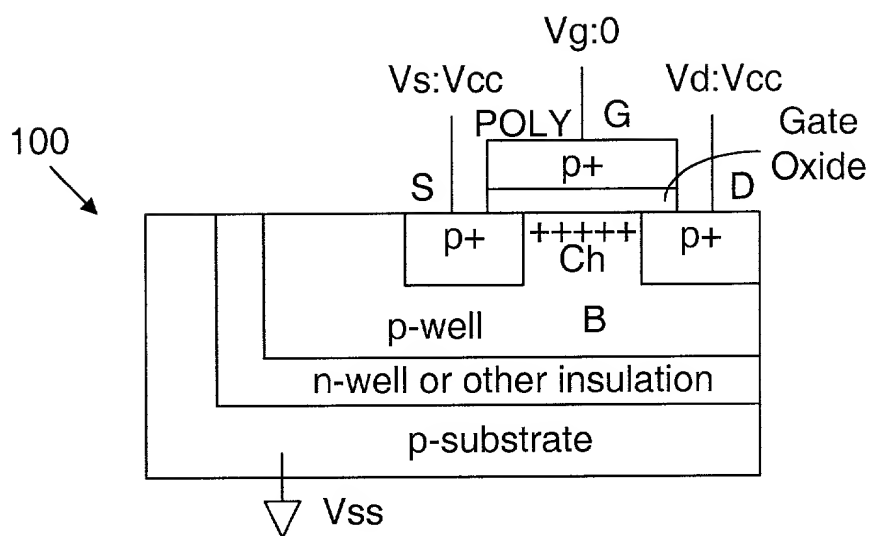 Vg:0
Vs:Vcc
Vd:Vcc
POLY
G
Gate
Oxide
100
p+
S
D
p+
+++++
p+
Ch
p-well
B
n-well or other insulation
p-substrate
Vss